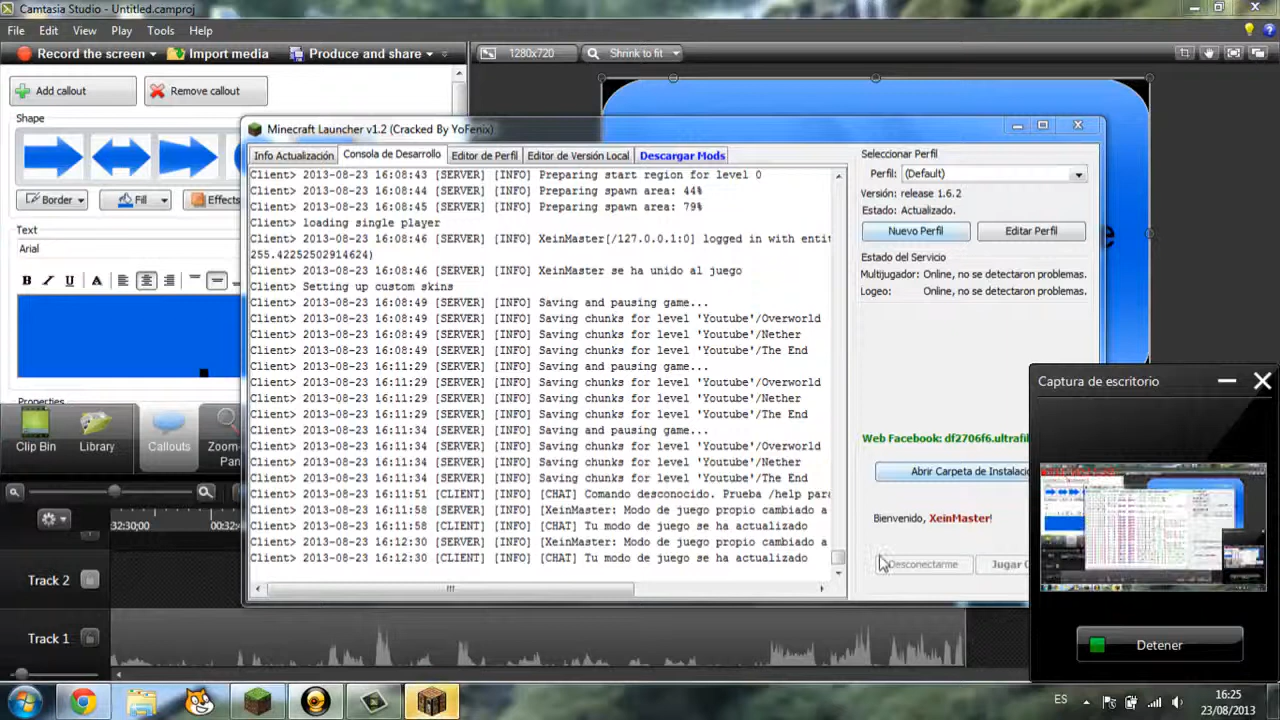 Camtasia Studio - Untitled.camproj
File Edit View Play Tools Help
Record the screen Import media Produce and share 1280x720 Shrink to fit
Add callout Remove callout
Shape
Border Fill Effects
Text
Arial
B I U A
Properties
Clip Bin Library Callouts Zoom-
Pan
32:30;00 00:32:
Track 2
Track 1
Minecraft Launcher v1.2 (Cracked By YoFenix)
Info Actualización Consola de Desarrollo Editor de Perfil Editor de Versión Local Descargar Mods
Client> 2013-08-23 16:08:43 [SERVER] [INFO] Preparing start region for level 0
Client> 2013-08-23 16:08:44 [SERVER] [INFO] Preparing spawn area: 44%
Client> 2013-08-23 16:08:45 [SERVER] [INFO] Preparing spawn area: 79%
Client> loading single player
Client> 2013-08-23 16:08:46 [SERVER] [INFO] XeinMaster[/127.0.0.1:0] logged in with entit
255.42252502914624)
Client> 2013-08-23 16:08:46 [SERVER] [INFO] XeinMaster se ha unido al juego
Client> Setting up custom skins
Client> 2013-08-23 16:08:49 [SERVER] [INFO] Saving and pausing game...
Client> 2013-08-23 16:08:49 [SERVER] [INFO] Saving chunks for level 'Youtube'/Overworld
Client> 2013-08-23 16:08:49 [SERVER] [INFO] Saving chunks for level 'Youtube'/Nether
Client> 2013-08-23 16:08:49 [SERVER] [INFO] Saving chunks for level 'Youtube'/The End
Client> 2013-08-23 16:11:29 [SERVER] [INFO] Saving and pausing game...
Client> 2013-08-23 16:11:29 [SERVER] [INFO] Saving chunks for level 'Youtube'/Overworld
Client> 2013-08-23 16:11:29 [SERVER] [INFO] Saving chunks for level 'Youtube'/Nether
Client> 2013-08-23 16:11:29 [SERVER] [INFO] Saving chunks for level 'Youtube'/The End
Client> 2013-08-23 16:11:34 [SERVER] [INFO] Saving and pausing game...
Client> 2013-08-23 16:11:34 [SERVER] [INFO] Saving chunks for level 'Youtube'/Overworld
Client> 2013-08-23 16:11:34 [SERVER] [INFO] Saving chunks for level 'Youtube'/Nether
Client> 2013-08-23 16:11:34 [SERVER] [INFO] Saving chunks for level 'Youtube'/The End
Client> 2013-08-23 16:11:51 [CLIENT] [INFO] [CHAT] Comando desconocido. Prueba /help par
Client> 2013-08-23 16:11:58 [SERVER] [INFO] [XeinMaster: Modo de juego propio cambiado a
Client> 2013-08-23 16:11:58 [CLIENT] [INFO] [CHAT] Tu modo de juego se ha actualizado
Client> 2013-08-23 16:12:30 [SERVER] [INFO] [XeinMaster: Modo de juego propio cambiado a
Client> 2013-08-23 16:12:30 [CLIENT] [INFO] [CHAT] Tu modo de juego se ha actualizado
Seleccionar Perfil
Perfil: (Default)
Versión: release 1.6.2
Estado: Actualizado.
Nuevo Perfil Editar Perfil
Estado del Servicio
Multijugador: Online, no se detectaron problemas.
Logeo: Online, no se detectaron problemas.
Web Facebook: df2706f6.ultrafil
Abrir Carpeta de Instalacio
Bienvenido, XeinMaster!
Desconectarme Jugar
e
Captura de escritorio
Detener
ES 16:25
23/08/2013